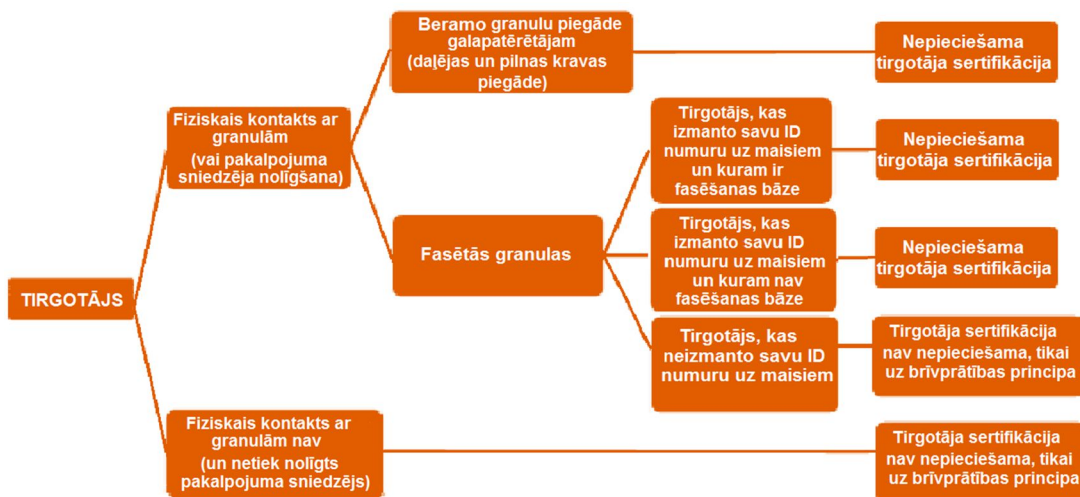 TIRGOTĀJS
Fiziskais kontakts ar
granulām
(vai pakalpojuma
sniedzēja nolīgšana)
Beramo granulu piegāde
galapatērētājam
(daļējas un pilnas kravas
piegāde)
Nepieciešama
tirgotāja sertifikācija
Fasētās granulas
Tirgotājs, kas
izmanto savu ID
numuru uz maisiem
un kuram ir
fasēšanas bāze
Nepieciešama
tirgotāja sertifikācija
Tirgotājs, kas
izmanto savu ID
numuru uz maisiem
un kuram nav
fasēšanas bāze
Nepieciešama
tirgotāja sertifikācija
Tirgotājs, kas
neizmanto savu ID
numuru uz maisiem
Tirgotāja sertifikācija
nav nepieciešama, tikai
uz brīvprātības principa
Fiziskais kontakts ar
granulām nav
(un netiek nolīgts
pakalpojuma sniedzējs)
Tirgotāja sertifikācija
nav nepieciešama, tikai
uz brīvprātības principa